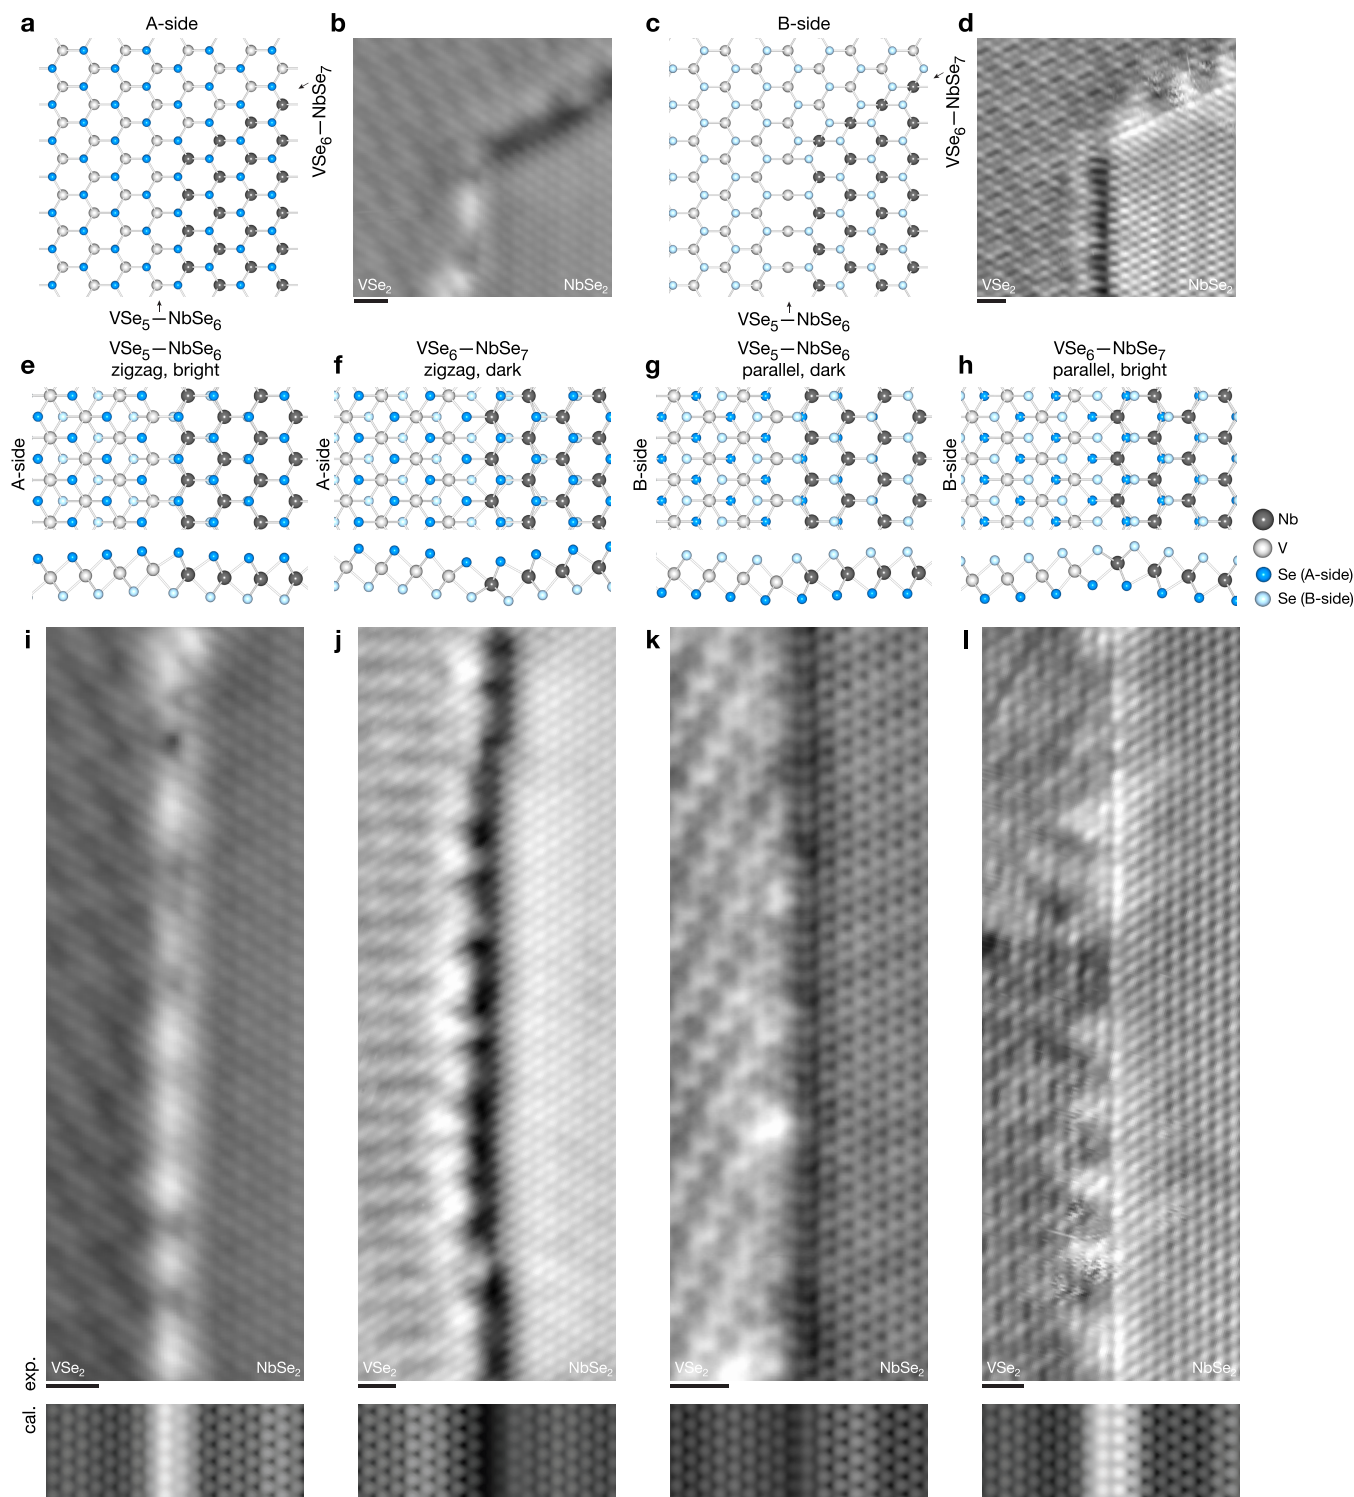 a
A-side
VSe6—NbSe7
VSe5—NbSe6
b
VSe2
NbSe2
c
B-side
VSe6—NbSe7
VSe5—NbSe6
d
VSe2
NbSe2
e
VSe5—NbSe6
zigzag, bright
A-side
f
VSe6—NbSe7
zigzag, dark
A-side
g
VSe5—NbSe6
parallel, dark
B-side
h
VSe6—NbSe7
parallel, bright
B-side
Nb
V
Se (A-side)
Se (B-side)
i
VSe2
NbSe2
j
VSe2
NbSe2
k
VSe2
NbSe2
l
VSe2
NbSe2
exp.
cal.